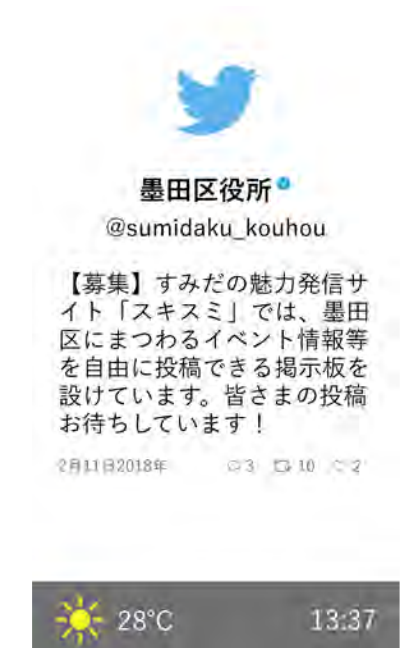 墨田区役所
@sumidaku_kouhou
【募集】すみだの魅力発信サ
イト「スキスミ」では、墨田
区にまつわるイベント情報等
を自由に投稿できる掲示板を
設けています。皆さまの投稿
お待ちしています！
2月11日2018年 3 10 2
28°C 13:37